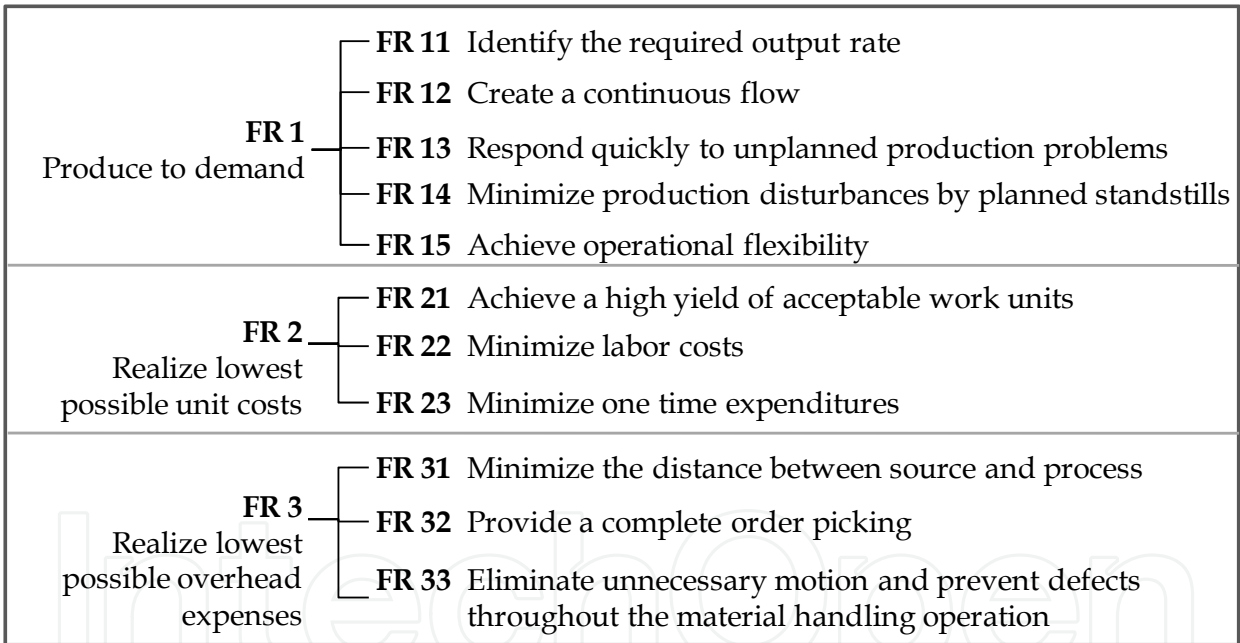 FR 11 Identify the required output rate
FR 12 Create a continuous flow
FR 1
Produce to demand
FR 13 Respond quickly to unplanned production problems
FR 14 Minimize production disturbances by planned standstills
FR 15 Achieve operational flexibility
FR 21 Achieve a high yield of acceptable work units
FR 2
Realize lowest
possible unit costs
FR 22 Minimize labor costs
FR 23 Minimize one time expenditures
FR 31 Minimize the distance between source and process
FR 3
Realize lowest
possible overhead
expenses
FR 32 Provide a complete order picking
FR 33 Eliminate unnecessary motion and prevent defects
throughout the material handling operation
IntechOpen